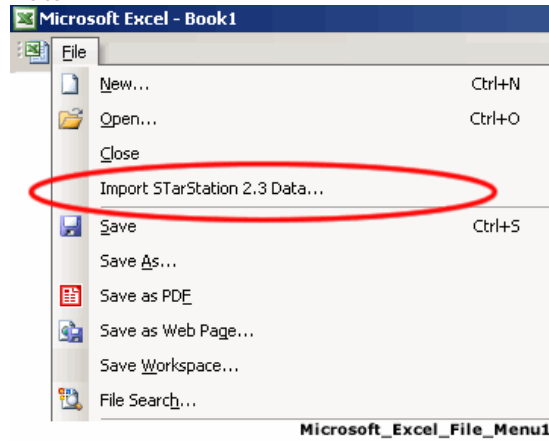 Microsoft Excel - Book1
File
New... Ctrl+N
Open... Ctrl+O
Close
Import STarStation 2.3 Data...
Save Ctrl+S
Save As...
Save as PDF
Save as Web Page...
Save Workspace...
File Search...
Microsoft_Excel_File_Menu1